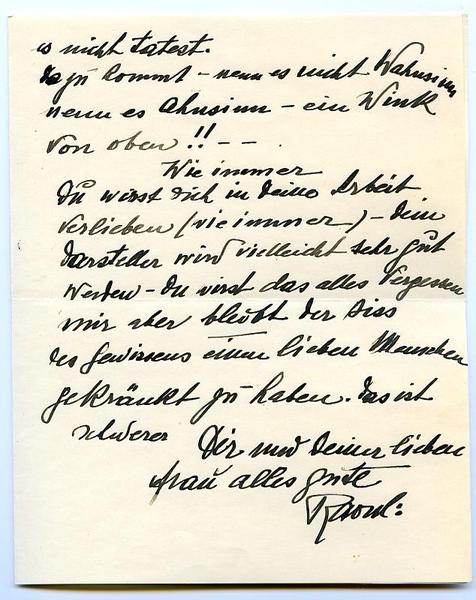 es nicht tatest.
Dazu kommt – nenn es nicht Wahnsinn
nenn es Ahnsinn – ein Wink
von oben!! – – .
Wie immer
Du wirst Dich in deine Arbeit
verlieben (wie immer) – Dein
Darsteller wird vielleicht sehr gut
werden – du wirst das alles vergessen
mir aber bleibt der Biss
des Gewissens einen lieben Menschen
gekränkt zu haben. Das ist
schwerer
Dir und Deiner lieben
Frau alles gute
Raoul.